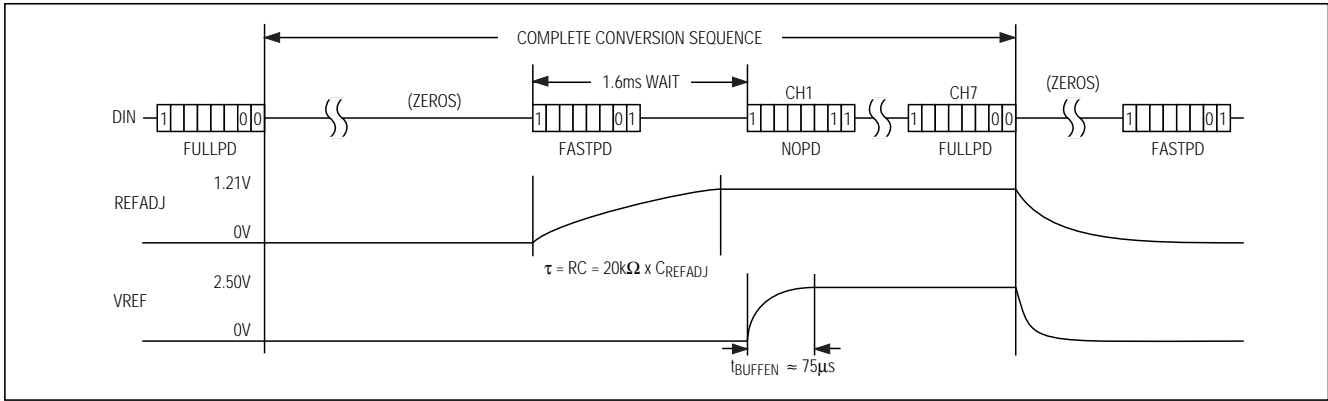 COMPLETE CONVERSION SEQUENCE
1.6ms WAIT
(ZEROS)
CH1
CH7
(ZEROS)
DIN
1 0 0
1 0 1
1 1 1
1 0 0
1 0 1
FULLPD
FASTPD
NOPD
FULLPD
FASTPD
1.21V
REFADJ
0V
τ = RC = 20kΩ x CREFADJ
2.50V
VREF
0V
tBUFFEN ≈ 75µs